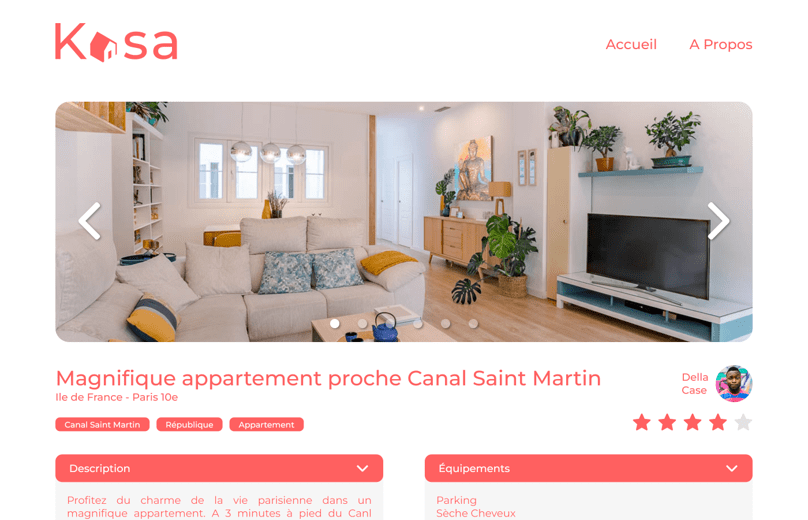 Kasa
Accueil
A Propos
Magnifique appartement proche Canal Saint Martin
Ile de France - Paris 10e
Della
Case
Canal Saint Martin
République
Appartement
Description
Profitez du charme de la vie parisienne dans un
magnifique appartement. A 3 minutes à pied du Canl
Équipements
Parking
Sèche Cheveux